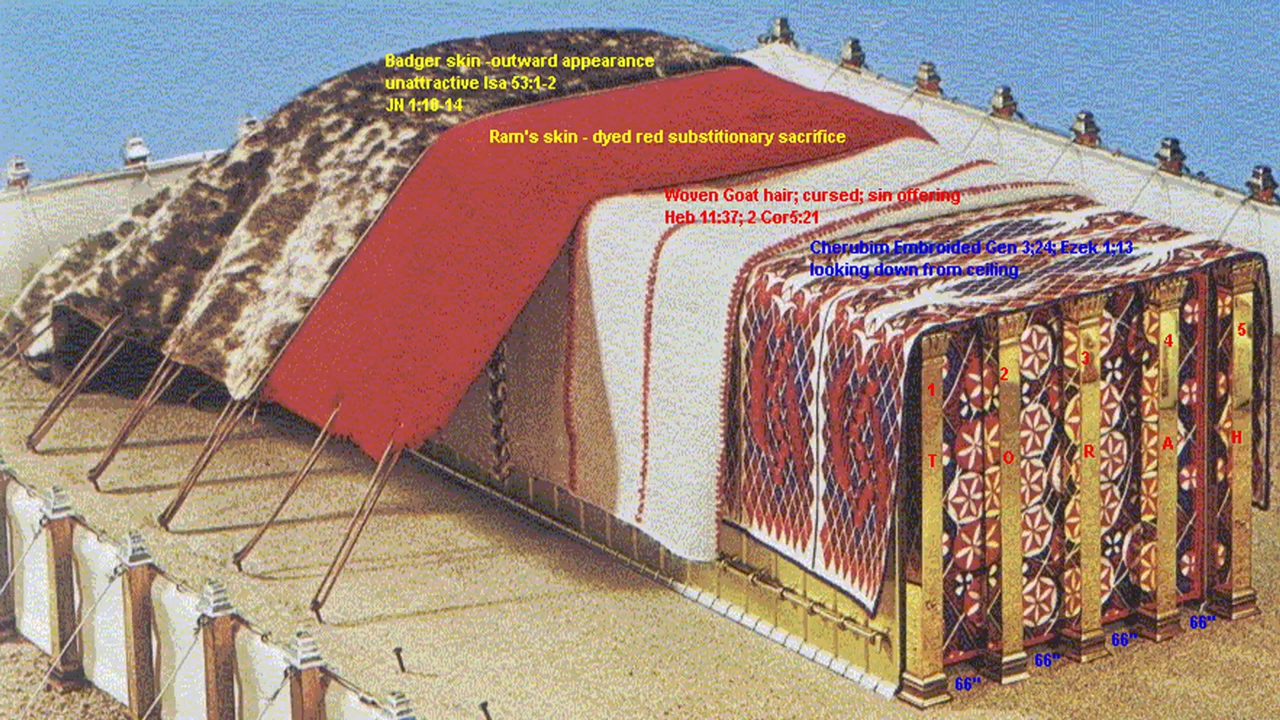 Badger skin -outward appearance
unattractive Isa 53:1-2
JN 1:10-14
Ram's skin - dyed red substitionary sacrifice
Woven Goat hair; cursed; sin offering
Heb 11:37; 2 Cor5:21
Cherubim Embroided Gen 3;24; Ezek 1;13
looking down from ceiling
1 2 3 4 5
T O R A H
66" 66" 66" 66"